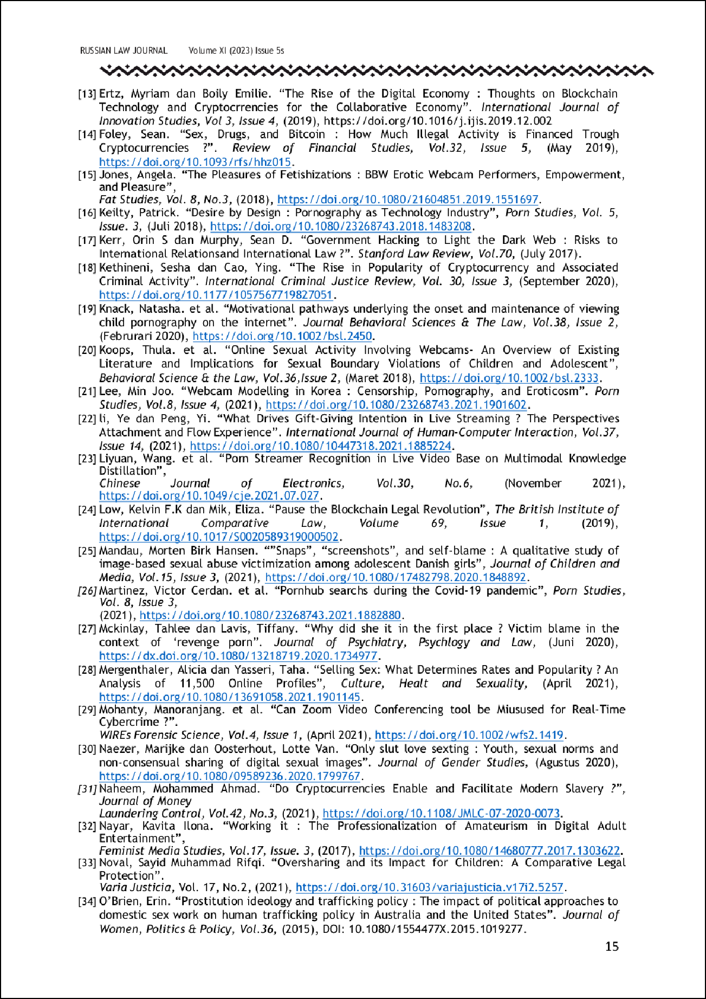 RUSSIAN LAW JOURNAL Volume XI (2023) Issue 5s
[13] Ertz, Myriam dan Boily Emilie. “The Rise of the Digital Economy : Thoughts on Blockchain
Technology and Cryptocrrencies for the Collaborative Economy”. International Journal of
Innovation Studies, Vol 3, Issue 4, (2019), https://doi.org/10.1016/j.ijis.2019.12.002
[14] Foley, Sean. “Sex, Drugs, and Bitcoin : How Much Illegal Activity is Financed Trough
Cryptocurrencies ?”. Review of Financial Studies, Vol.32, Issue 5, (May 2019),
https://doi.org/10.1093/rfs/hhz015.
[15] Jones, Angela. “The Pleasures of Fetishizations : BBW Erotic Webcam Performers, Empowerment,
and Pleasure”,
Fat Studies, Vol. 8, No.3, (2018), https://doi.org/10.1080/21604851.2019.1551697.
[16] Keilty, Patrick. “Desire by Design : Pornography as Technology Industry”, Porn Studies, Vol. 5,
Issue. 3, (Juli 2018), https://doi.org/10.1080/23268743.2018.1483208.
[17] Kerr, Orin S dan Murphy, Sean D. “Government Hacking to Light the Dark Web : Risks to
International Relationsand International Law ?”. Stanford Law Review, Vol.70, (July 2017).
[18] Kethineni, Sesha dan Cao, Ying. “The Rise in Popularity of Cryptocurrency and Associated
Criminal Activity”. International Criminal Justice Review, Vol. 30, Issue 3, (September 2020),
https://doi.org/10.1177/1057567719827051.
[19] Knack, Natasha. et al. “Motivational pathways underlying the onset and maintenance of viewing
child pornography on the internet”. Journal Behavioral Sciences & The Law, Vol.38, Issue 2,
(Februrari 2020), https://doi.org/10.1002/bsl.2450.
[20] Koops, Thula. et al. “Online Sexual Activity Involving Webcams- An Overview of Existing
Literature and Implications for Sexual Boundary Violations of Children and Adolescent”,
Behavioral Science & the Law, Vol.36,Issue 2, (Maret 2018), https://doi.org/10.1002/bsl.2333.
[21] Lee, Min Joo. “Webcam Modelling in Korea : Censorship, Pornography, and Eroticosm”. Porn
Studies, Vol.8, Issue 4, (2021), https://doi.org/10.1080/23268743.2021.1901602.
[22] li, Ye dan Peng, Yi. “What Drives Gift-Giving Intention in Live Streaming ? The Perspectives
Attachment and Flow Experience”. International Journal of Human-Computer Interaction, Vol.37,
Issue 14, (2021), https://doi.org/10.1080/10447318.2021.1885224.
[23] Liyuan, Wang. et al. “Porn Streamer Recognition in Live Video Base on Multimodal Knowledge
Distillation”,
Chinese Journal of Electronics, Vol.30, No.6, (November 2021),
https://doi.org/10.1049/cje.2021.07.027.
[24] Low, Kelvin F.K dan Mik, Eliza. “Pause the Blockchain Legal Revolution”, The British Institute of
International Comparative Law, Volume 69, Issue 1, (2019),
https://doi.org/10.1017/S0020589319000502.
[25] Mandau, Morten Birk Hansen. “”Snaps”, “screenshots”, and self-blame : A qualitative study of
image-based sexual abuse victimization among adolescent Danish girls”, Journal of Children and
Media, Vol.15, Issue 3, (2021), https://doi.org/10.1080/17482798.2020.1848892.
[26] Martinez, Victor Cerdan. et al. “Pornhub searchs during the Covid-19 pandemic”, Porn Studies,
Vol. 8, Issue 3,
(2021), https://doi.org/10.1080/23268743.2021.1882880.
[27] Mckinlay, Tahlee dan Lavis, Tiffany. “Why did she it in the first place ? Victim blame in the
context of ‘revenge porn”. Journal of Psychiatry, Psychlogy and Law, (Juni 2020),
https://dx.doi.org/10.1080/13218719.2020.1734977.
[28] Mergenthaler, Alicia dan Yasseri, Taha. “Selling Sex: What Determines Rates and Popularity ? An
Analysis of 11,500 Online Profiles”, Culture, Healt and Sexuality, (April 2021),
https://doi.org/10.1080/13691058.2021.1901145.
[29] Mohanty, Manoranjang. et al. “Can Zoom Video Conferencing tool be Miusused for Real-Time
Cybercrime ?”.
WIREs Forensic Science, Vol.4, Issue 1, (April 2021), https://doi.org/10.1002/wfs2.1419.
[30] Naezer, Marijke dan Oosterhout, Lotte Van. “Only slut love sexting : Youth, sexual norms and
non-consensual sharing of digital sexual images”. Journal of Gender Studies, (Agustus 2020),
https://doi.org/10.1080/09589236.2020.1799767.
[31] Naheem, Mohammed Ahmad. “Do Cryptocurrencies Enable and Facilitate Modern Slavery ?”,
Journal of Money
Laundering Control, Vol.42, No.3, (2021), https://doi.org/10.1108/JMLC-07-2020-0073.
[32] Nayar, Kavita Ilona. “Working it : The Professionalization of Amateurism in Digital Adult
Entertainment”,
Feminist Media Studies, Vol.17, Issue. 3, (2017), https://doi.org/10.1080/14680777.2017.1303622.
[33] Noval, Sayid Muhammad Rifqi. “Oversharing and its Impact for Children: A Comparative Legal
Protection”.
Varia Justicia, Vol. 17, No.2, (2021), https://doi.org/10.31603/variajusticia.v17i2.5257.
[34] O’Brien, Erin. “Prostitution ideology and trafficking policy : The impact of political approaches to
domestic sex work on human trafficking policy in Australia and the United States”. Journal of
Women, Politics & Policy, Vol.36, (2015), DOI: 10.1080/1554477X.2015.1019277.
15